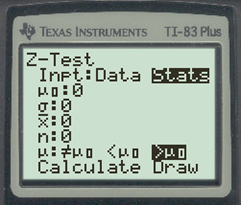 TEXAS INSTRUMENTS TI-83 Plus
Z-Test
Inpt:Data Stats
μ₀:0
σ:0
x̄:0
n:0
μ:≠μ₀ <μ₀ >μ₀
Calculate Draw